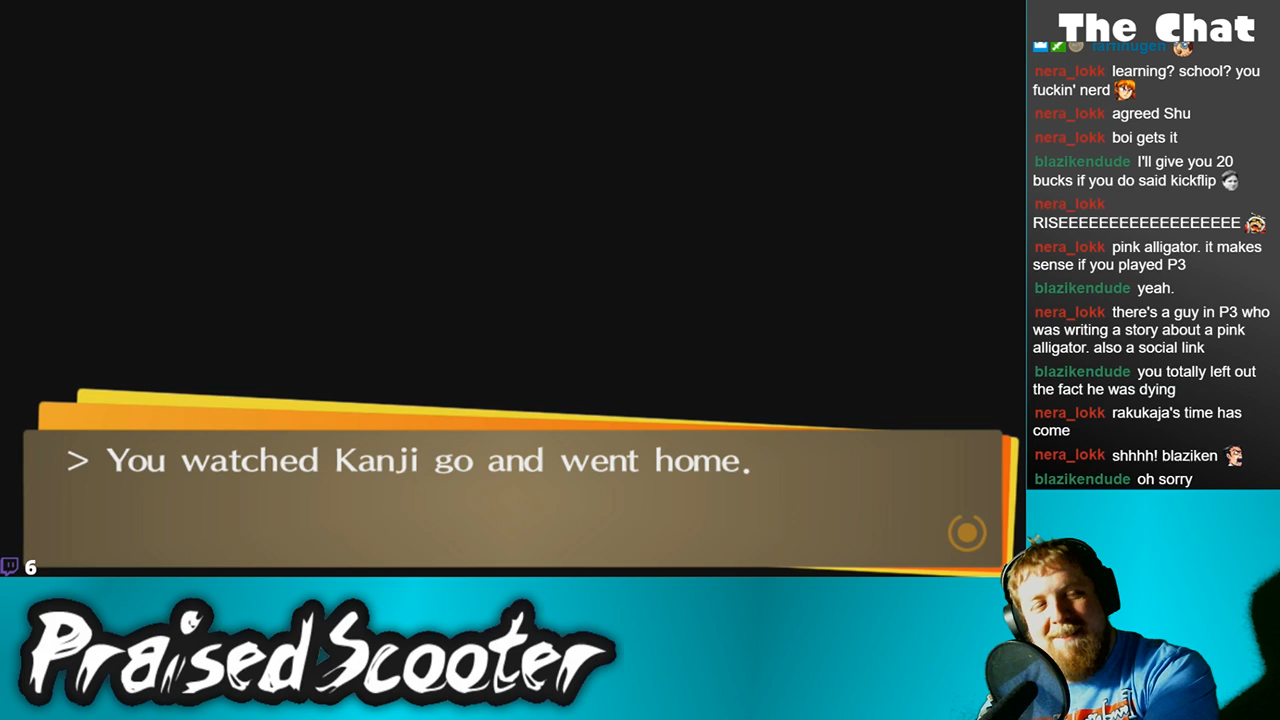 The Chat
farfinugen
nera_lokk learning? school? you
fuckin' nerd
nera_lokk agreed Shu
nera_lokk boi gets it
blazikendude I'll give you 20
bucks if you do said kickflip
nera_lokk
RISEEEEEEEEEEEEEEEEEE
nera_lokk pink alligator. it makes
sense if you played P3
blazikendude yeah.
nera_lokk there's a guy in P3 who
was writing a story about a pink
alligator. also a social link
blazikendude you totally left out
the fact he was dying
nera_lokk rakukaja's time has
come
nera_lokk shhhh! blaziken
blazikendude oh sorry
> You watched Kanji go and went home.
6
PraisedScooter